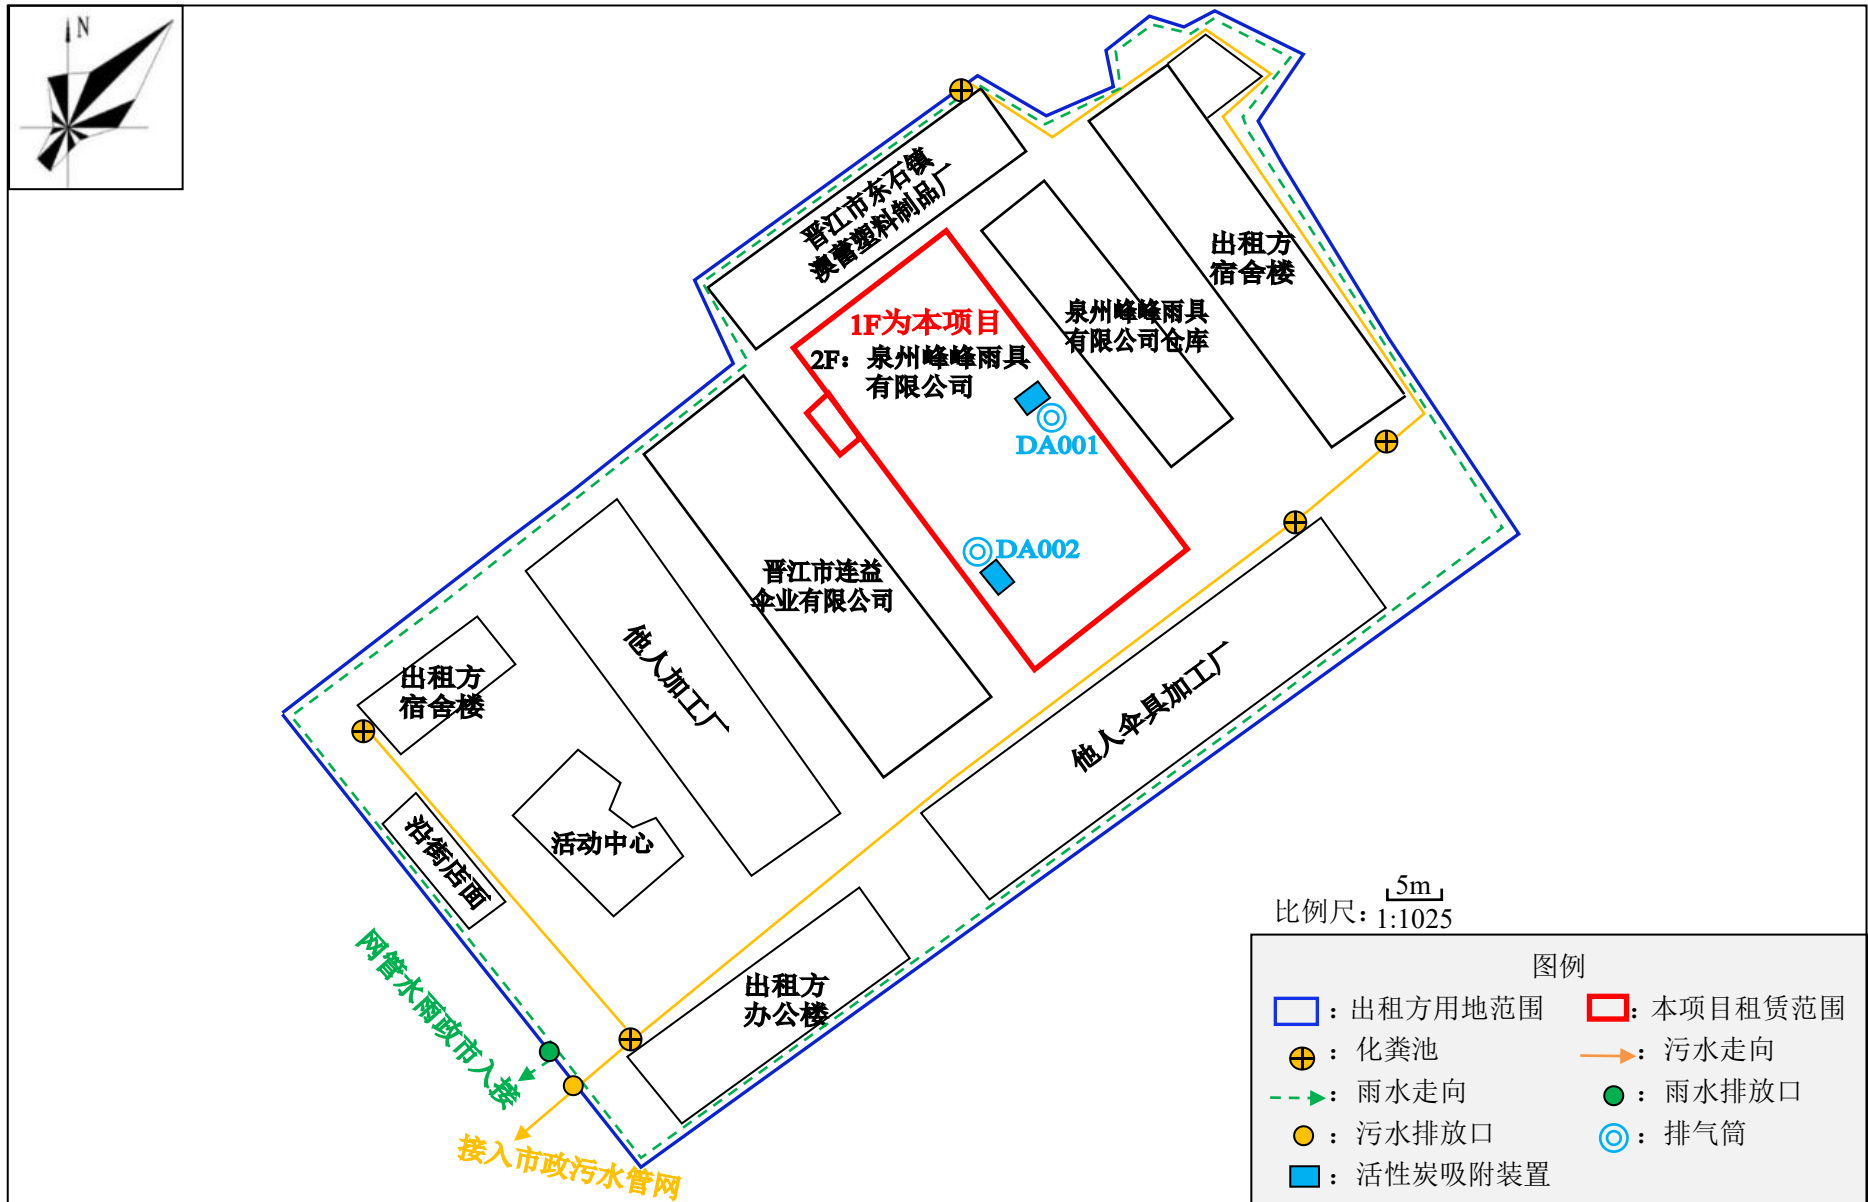 N
晋江市东石镇
澳蕾塑料制品厂
出租方
宿舍楼
1F为本项目
2F：泉州峰峰雨具
有限公司
泉州峰峰雨具
有限公司仓库
DA001
DA002
晋江市连益
伞业有限公司
他人加工厂
他人伞具加工厂
出租方
宿舍楼
活动中心
沿街店面
出租方
办公楼
接入市政雨水管网
接入市政污水管网
比例尺：
5m
1:1025
图例
：出租方用地范围
：本项目租赁范围
：化粪池
：污水走向
：雨水走向
：雨水排放口
：污水排放口
：排气筒
：活性炭吸附装置